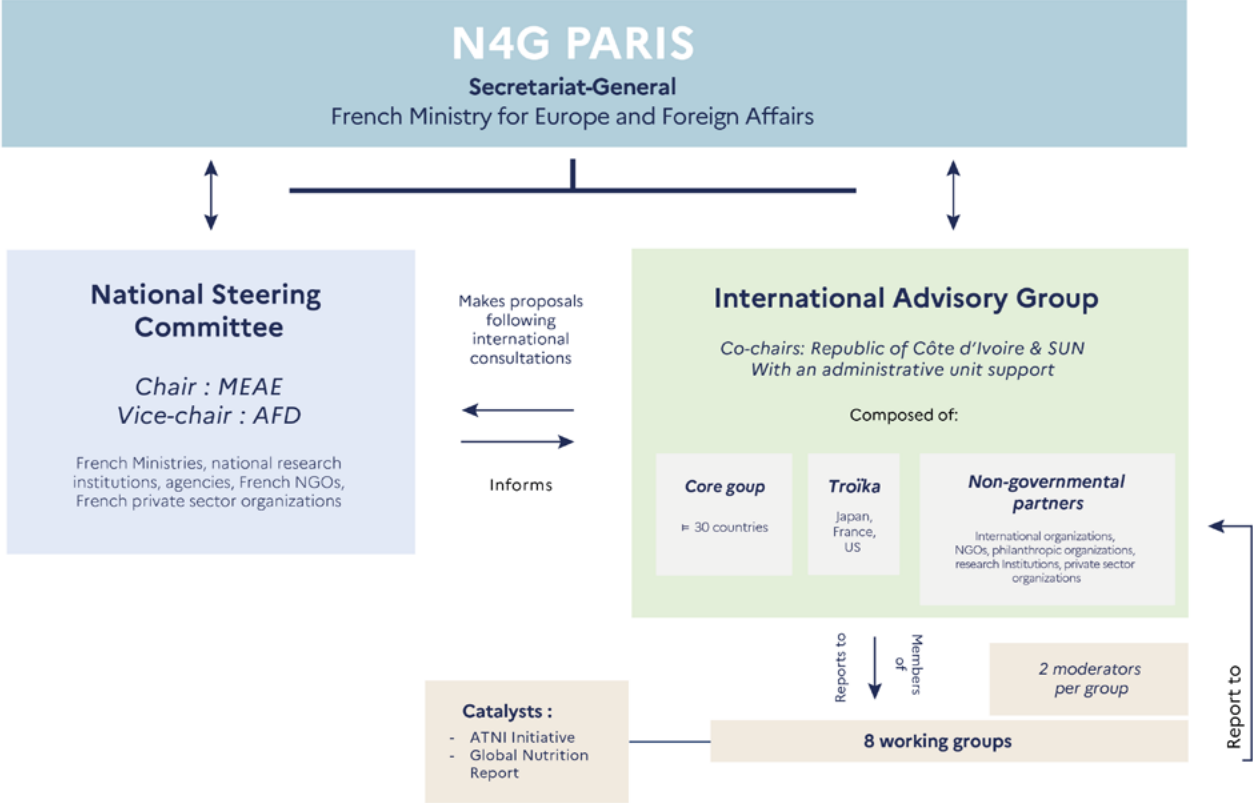 N4G PARIS
Secretariat-General
French Ministry for Europe and Foreign Affairs
National Steering
Committee
Chair : MEAE
Vice-chair : AFD
French Ministries, national research
institutions, agencies, French NGOs,
French private sector organizations
Makes proposals
following
international
consultations
Informs
International Advisory Group
Co-chairs: Republic of Côte d'Ivoire & SUN
With an administrative unit support
Composed of:
Core goup
⊨ 30 countries
Troïka
Japan,
France,
US
Non-governmental
partners
International organizations,
NGOs, philanthropic organizations,
research Institutions, private sector
organizations
Reports to
Members
of
2 moderators
per group
Report to
Catalysts :
- ATNI Initiative
- Global Nutrition
Report
8 working groups